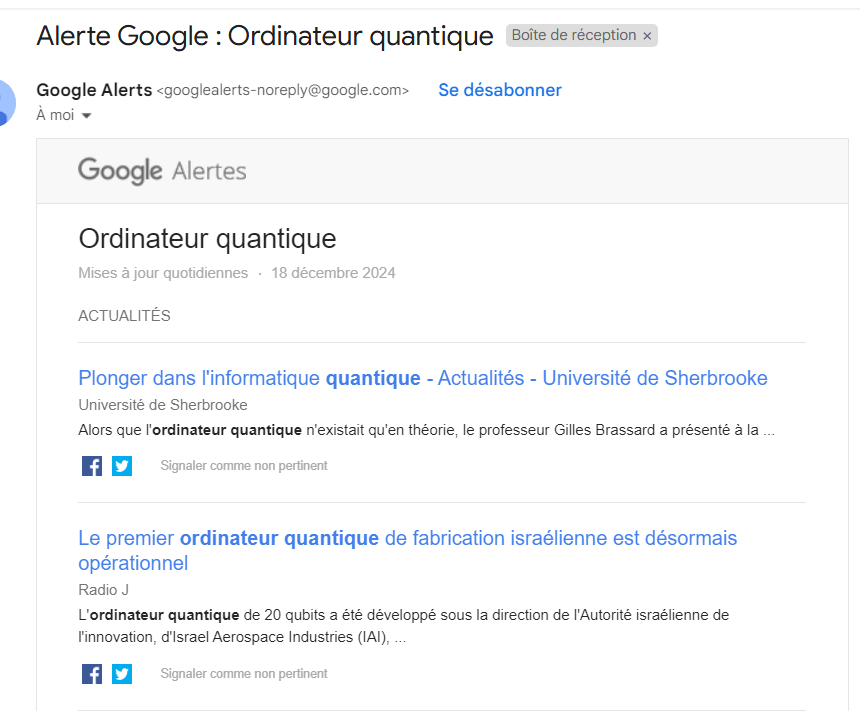 Alerte Google : Ordinateur quantique Boîte de réception ×
Google Alerts <googlealerts-noreply@google.com> Se désabonner
À moi
Google Alertes
Ordinateur quantique
Mises à jour quotidiennes · 18 décembre 2024
ACTUALITÉS
Plonger dans l'informatique quantique - Actualités - Université de Sherbrooke
Université de Sherbrooke
Alors que l'ordinateur quantique n'existait qu'en théorie, le professeur Gilles Brassard a présenté à la ...
Signaler comme non pertinent
Le premier ordinateur quantique de fabrication israélienne est désormais
opérationnel
Radio J
L'ordinateur quantique de 20 qubits a été développé sous la direction de l'Autorité israélienne de
l'innovation, d'Israel Aerospace Industries (IAI), ...
Signaler comme non pertinent